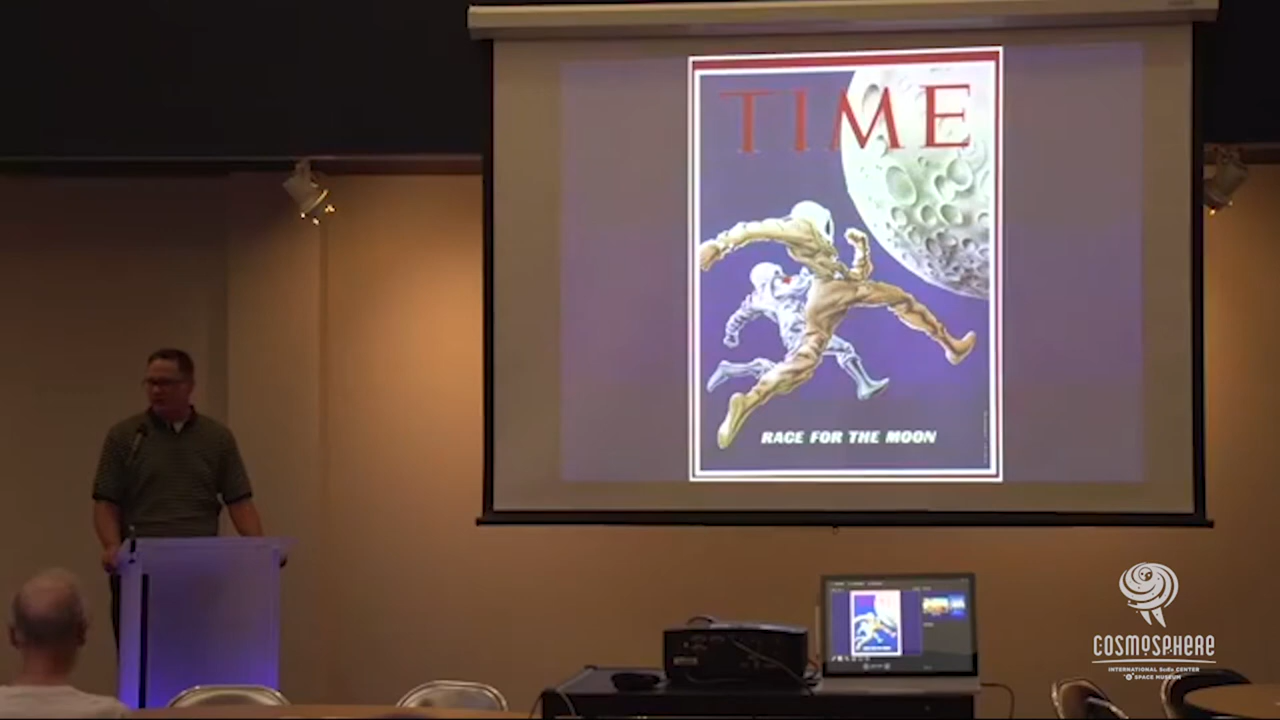 TIME
RACE FOR THE MOON
COSMOSPHERE
INTERNATIONAL SciEd CENTER
& SPACE MUSEUM